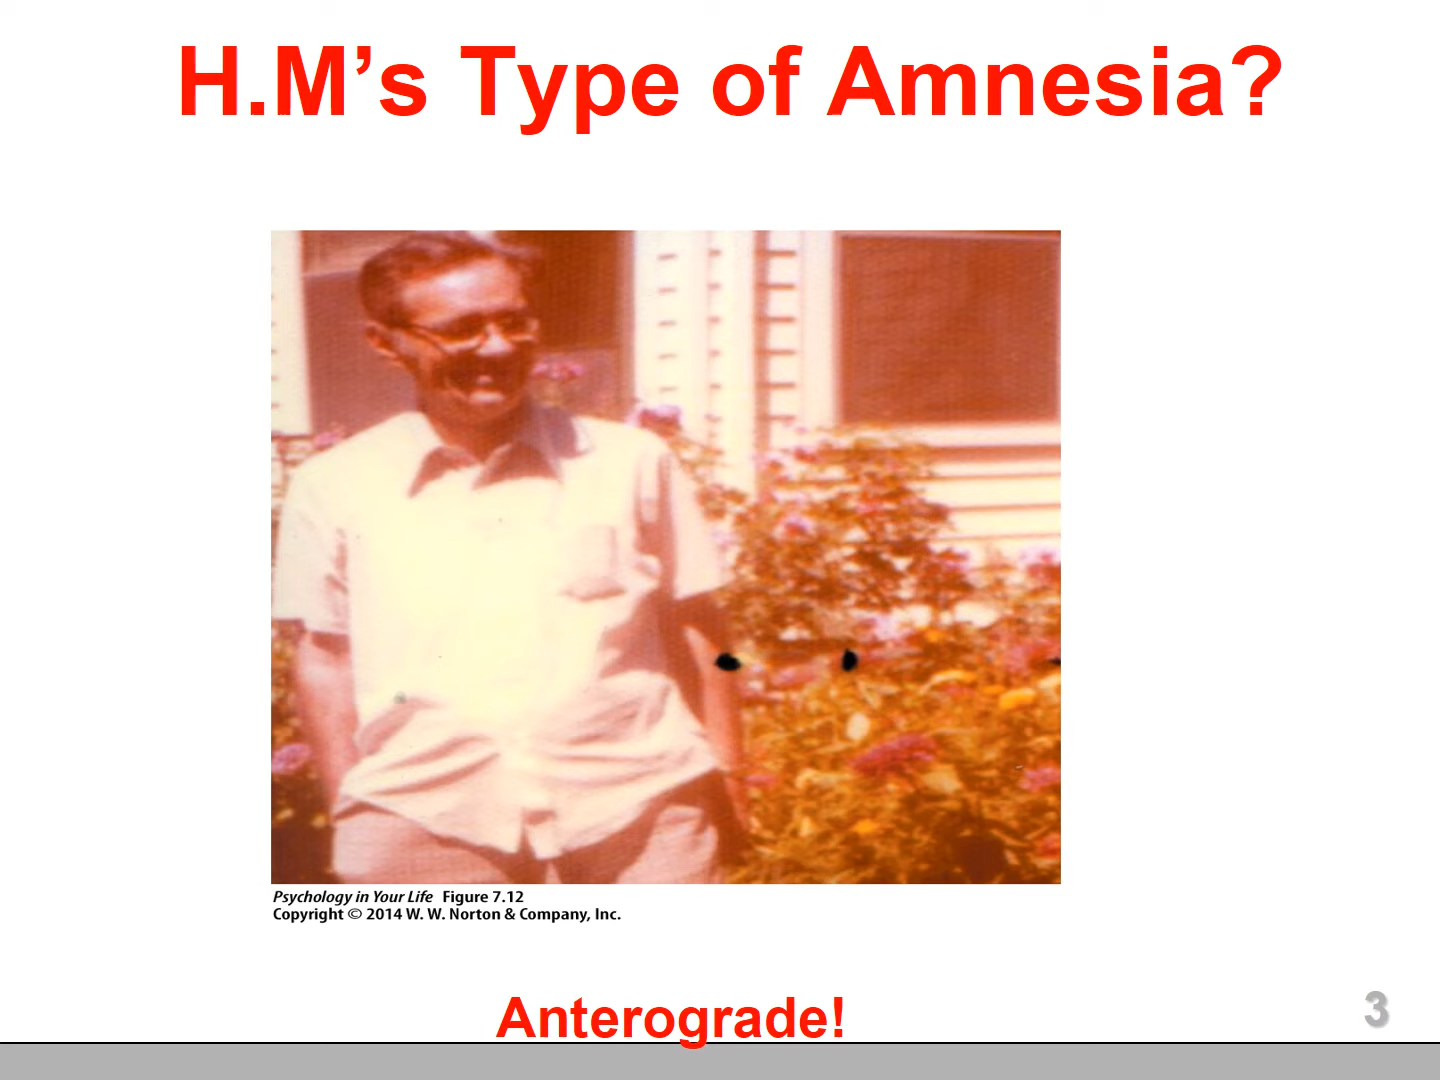 H.M’s Type of Amnesia?
Psychology in Your Life Figure 7.12
Copyright © 2014 W. W. Norton & Company, Inc.
Anterograde!
3